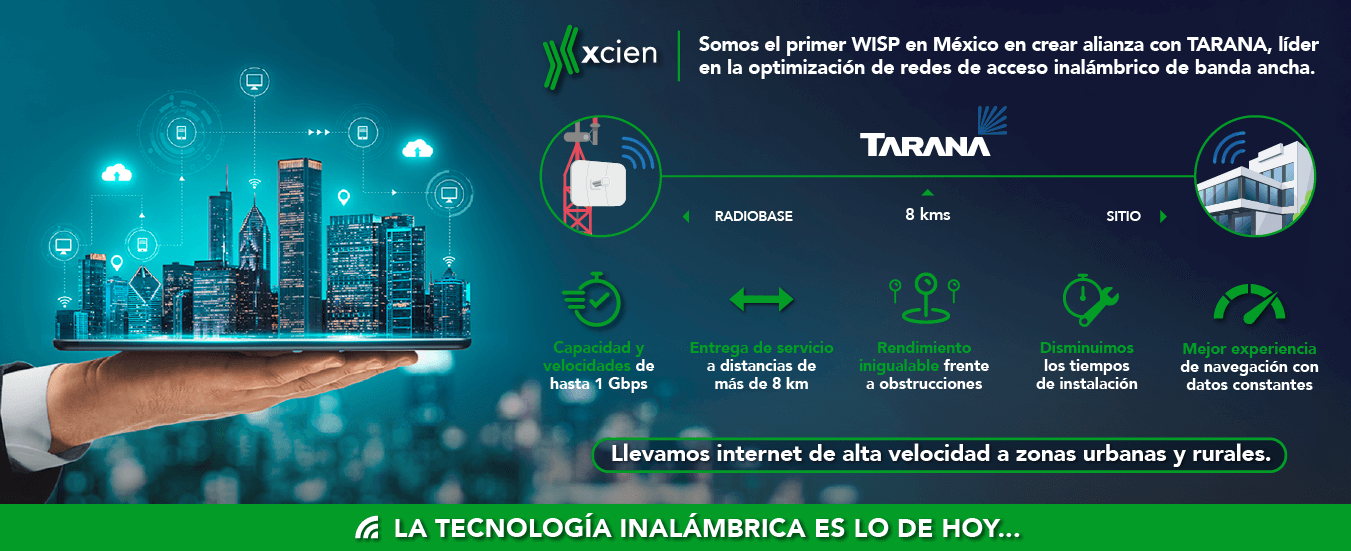 xcien
Somos el primer WISP en México en crear alianza con TARANA, líder
en la optimización de redes de acceso inalámbrico de banda ancha.
TARANA
RADIOBASE
8 kms
SITIO
Capacidad y
velocidades de
hasta 1 Gbps
Entrega de servicio
a distancias de
más de 8 km
Rendimiento
inigualable frente
a obstrucciones
Disminuimos
los tiempos
de instalación
Mejor experiencia
de navegación con
datos constantes
Llevamos internet de alta velocidad a zonas urbanas y rurales.
LA TECNOLOGÍA INALÁMBRICA ES LO DE HOY...